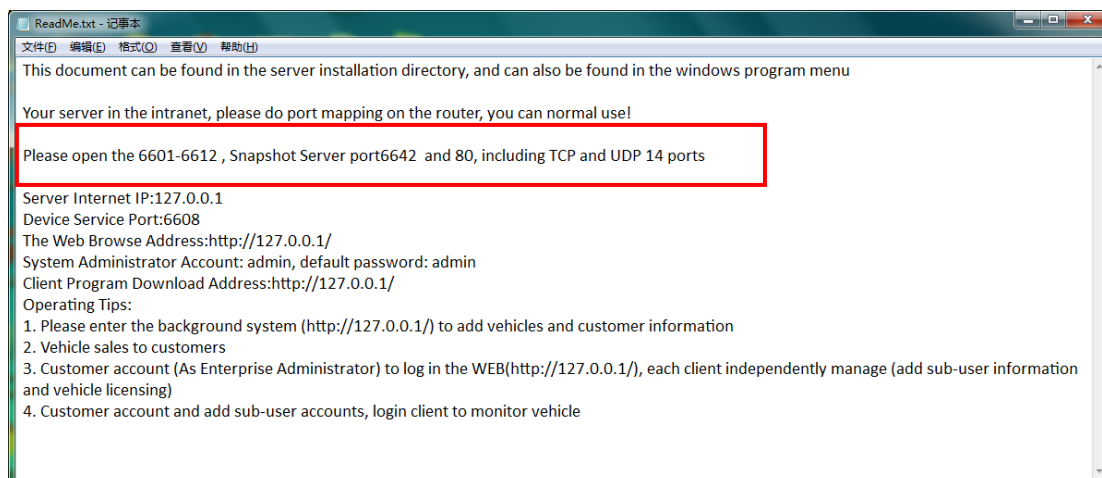 ReadMe.txt - 记事本
文件(F) 编辑(E) 格式(O) 查看(V) 帮助(H)
This document can be found in the server installation directory, and can also be found in the windows program menu
Your server in the intranet, please do port mapping on the router, you can normal use!
Please open the 6601-6612 , Snapshot Server port6642  and 80, including TCP and UDP 14 ports
Server Internet IP:127.0.0.1
Device Service Port:6608
The Web Browse Address:http://127.0.0.1/
System Administrator Account: admin, default password: admin
Client Program Download Address:http://127.0.0.1/
Operating Tips:
1. Please enter the background system (http://127.0.0.1/) to add vehicles and customer information
2. Vehicle sales to customers
3. Customer account (As Enterprise Administrator) to log in the WEB(http://127.0.0.1/), each client independently manage (add sub-user information
and vehicle licensing)
4. Customer account and add sub-user accounts, login client to monitor vehicle